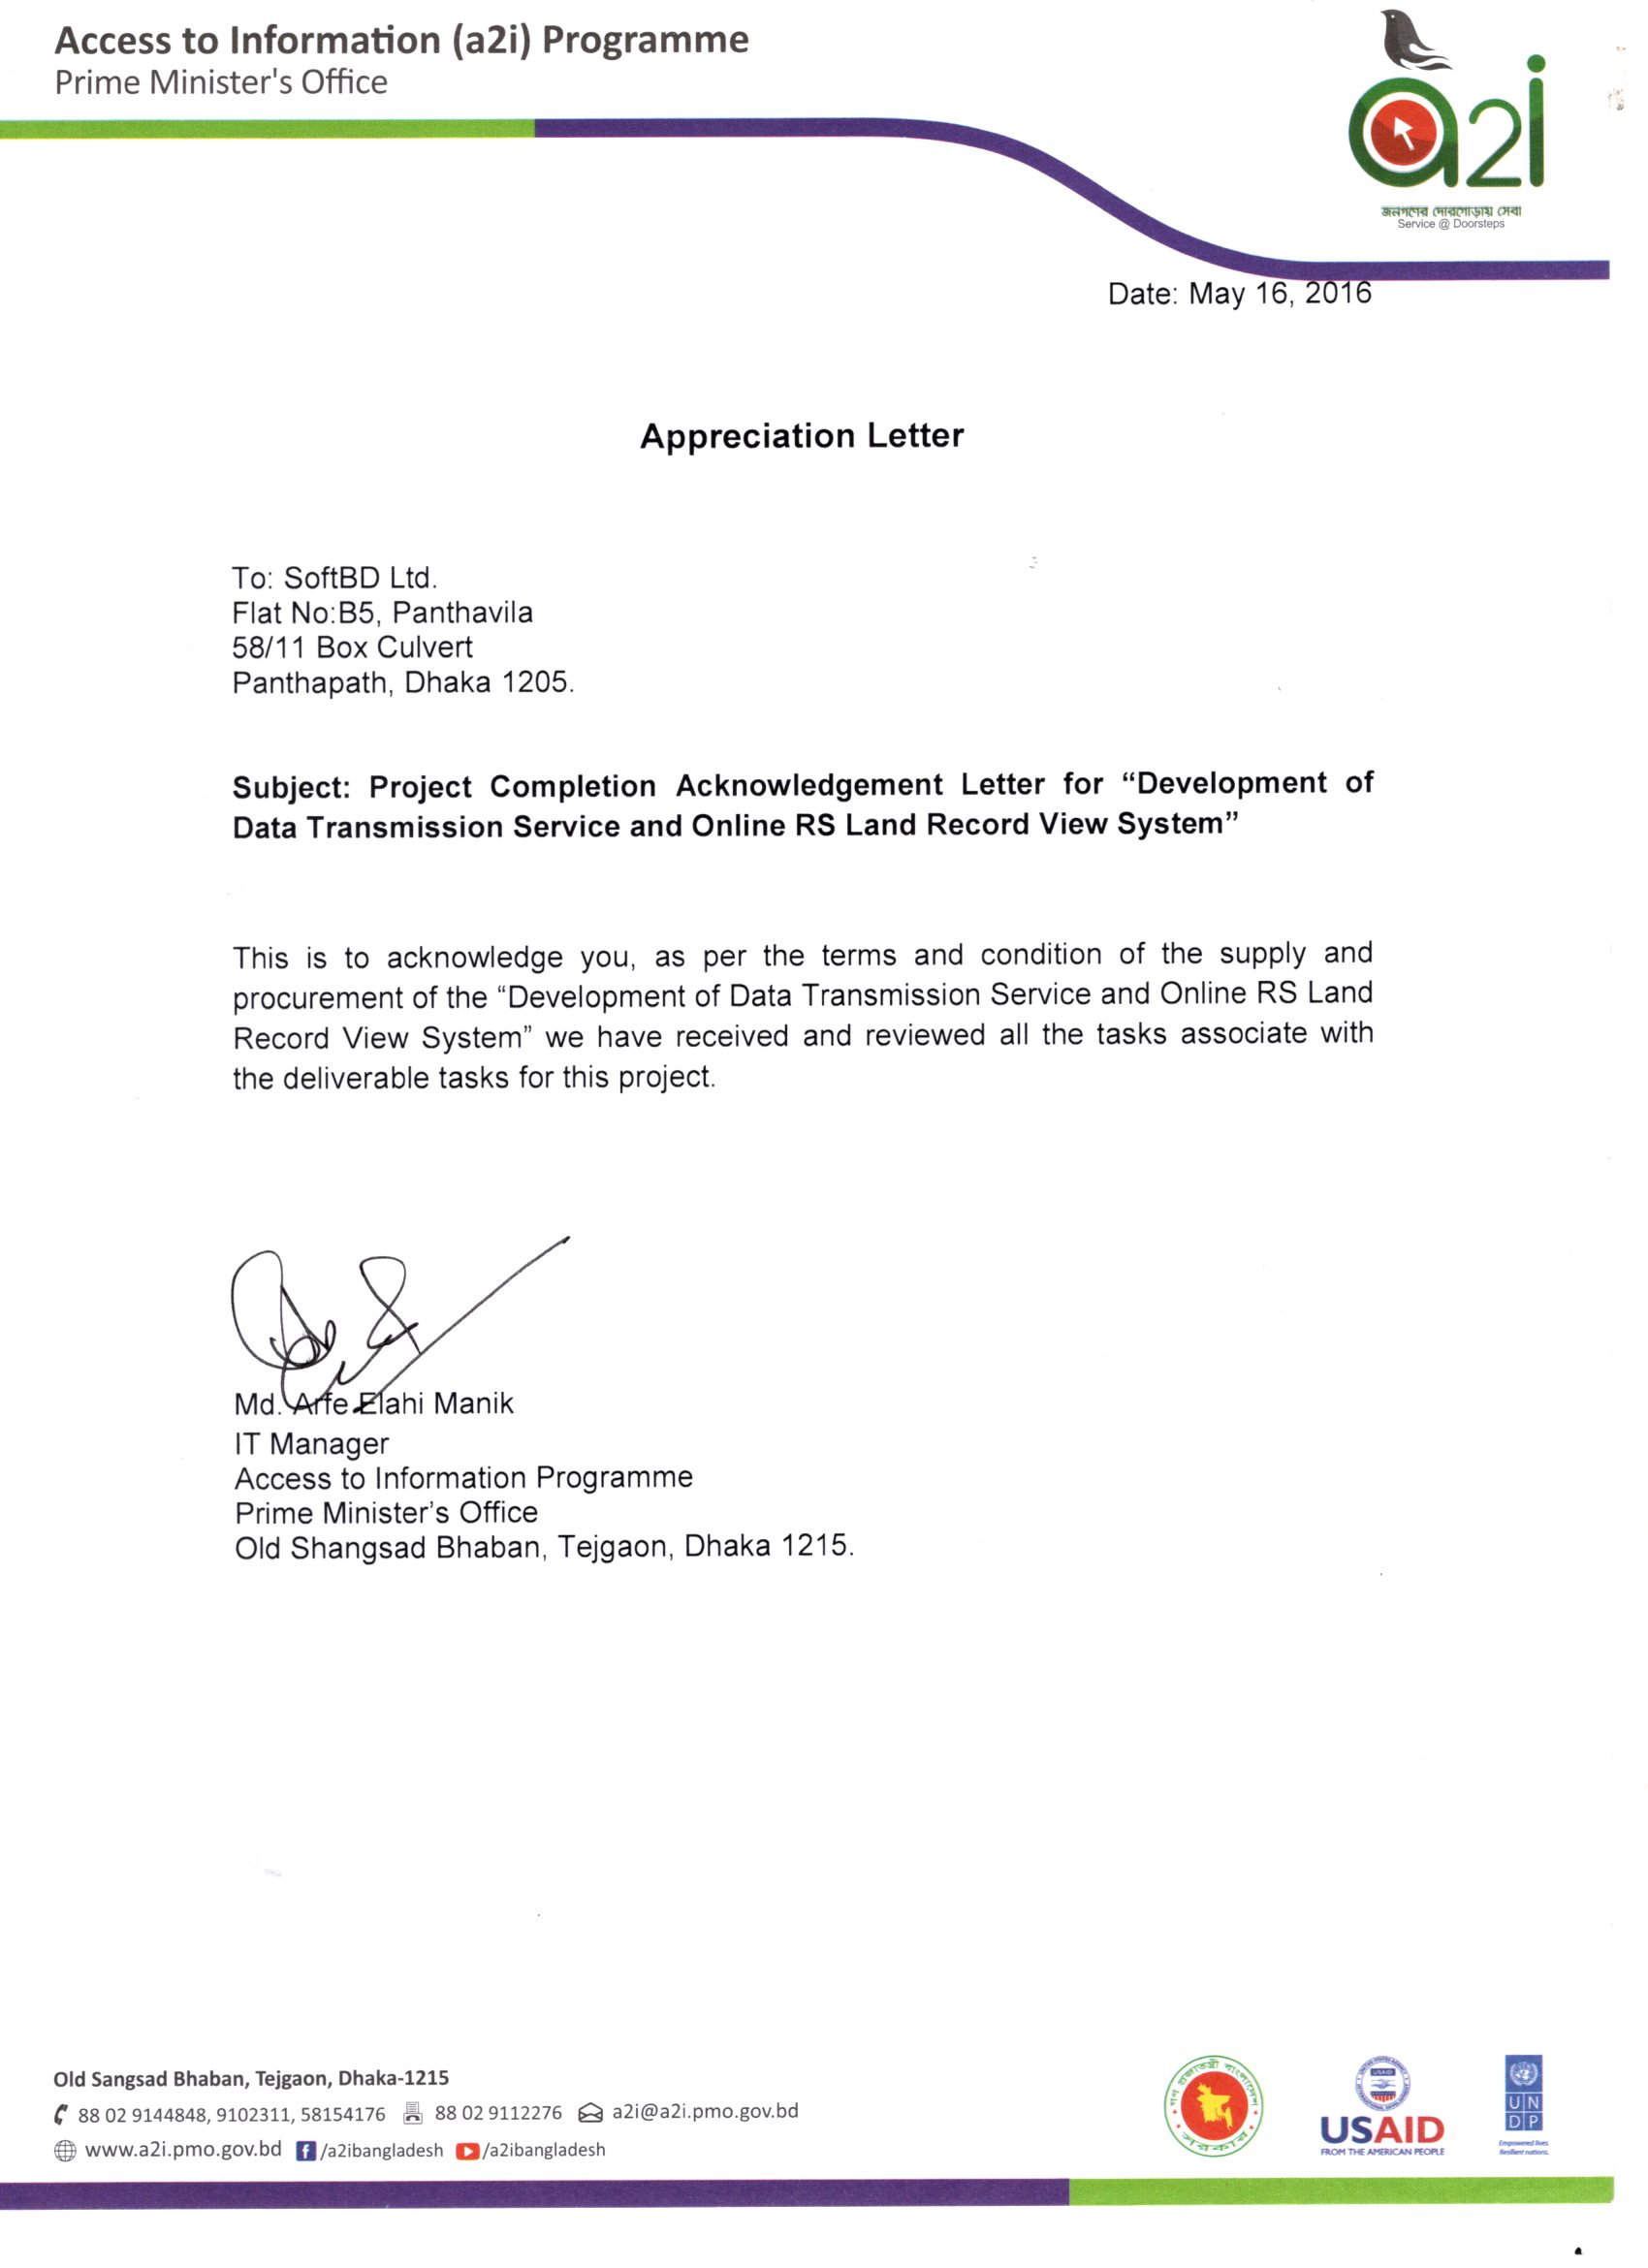 Access to Information (a2i) Programme
Prime Minister's Office
a2i
জনগণের দোরগোড়ায় সেবা
Service @ Doorsteps
Date: May 16, 2016
Appreciation Letter
To: SoftBD Ltd.
Flat No:B5, Panthavila
58/11 Box Culvert
Panthapath, Dhaka 1205.
Subject: Project Completion Acknowledgement Letter for “Development of
Data Transmission Service and Online RS Land Record View System”
This is to acknowledge you, as per the terms and condition of the supply and
procurement of the “Development of Data Transmission Service and Online RS Land
Record View System” we have received and reviewed all the tasks associate with
the deliverable tasks for this project.
Md. Arfe Elahi Manik
IT Manager
Access to Information Programme
Prime Minister’s Office
Old Shangsad Bhaban, Tejgaon, Dhaka 1215.
Old Sangsad Bhaban, Tejgaon, Dhaka-1215
88 02 9144848, 9102311, 58154176 88 02 9112276 a2i@a2i.pmo.gov.bd
www.a2i.pmo.gov.bd /a2ibangladesh /a2ibangladesh
গণপ্রজাতন্ত্রী বাংলাদেশ
সরকার
USAID
USAID
FROM THE AMERICAN PEOPLE
UN
DP
Empowered lives.
Resilient nations.